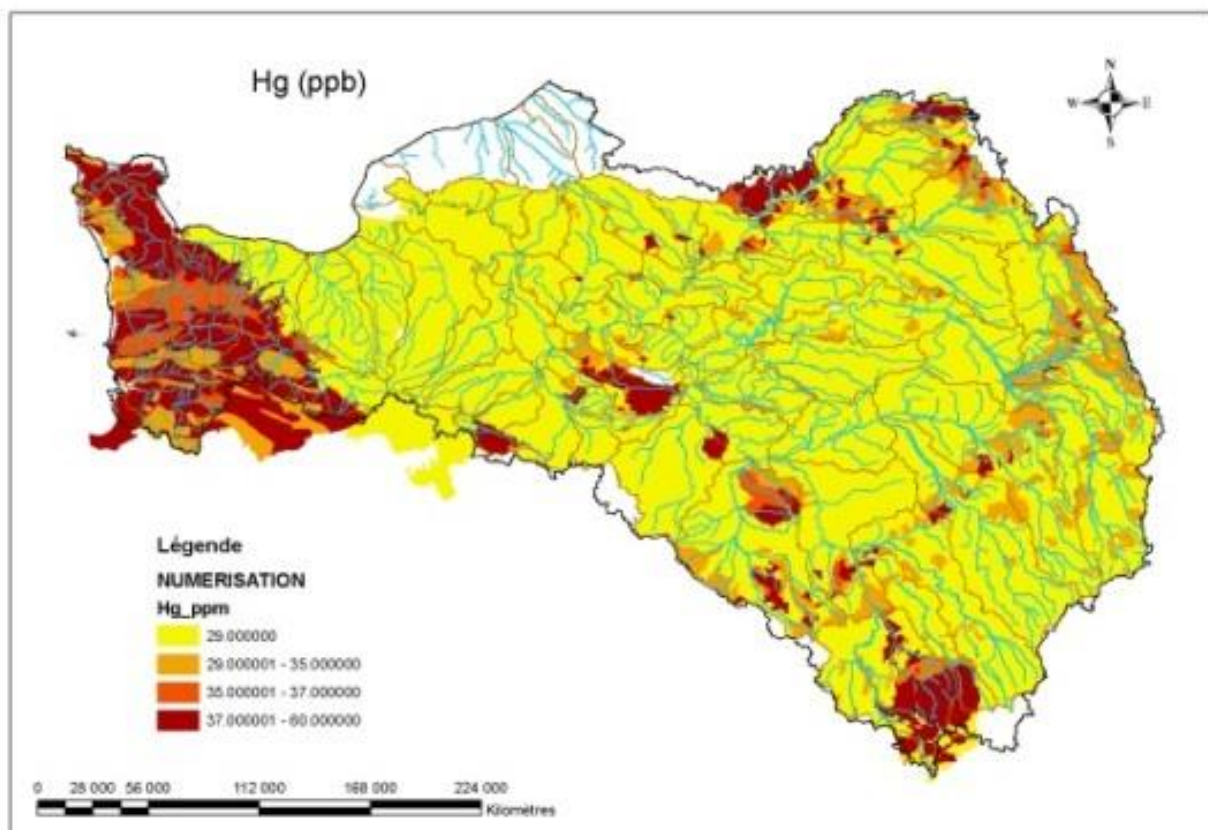 Hg (ppb)
N
W E
S
Légende
NUMERISATION
Hg_ppm
29.000000
29.000001 - 35.000000
35.000001 - 37.000000
37.000001 - 60.000000
0 28 000 56 000 112 000 168 000 224 000
Kilomètres